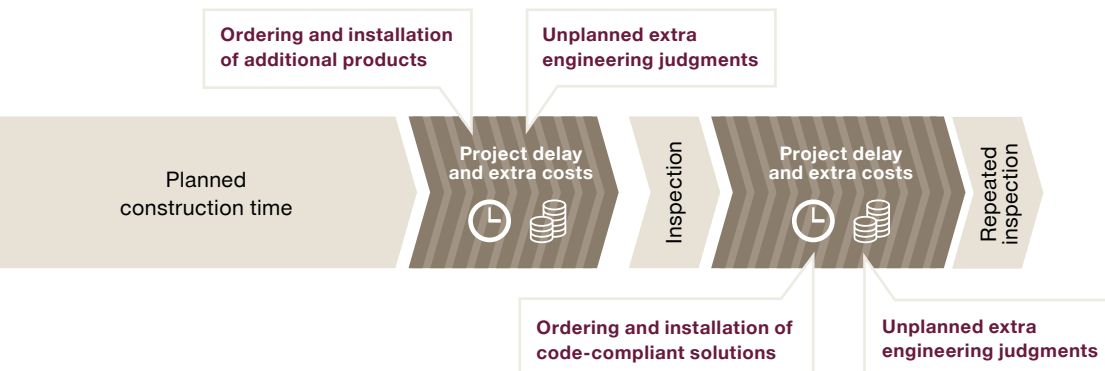 Ordering and installation
of additional products
Unplanned extra
engineering judgments
Planned
construction time
Project delay
and extra costs
Inspection
Project delay
and extra costs
Repeated
inspection
Ordering and installation of
code-compliant solutions
Unplanned extra
engineering judgments